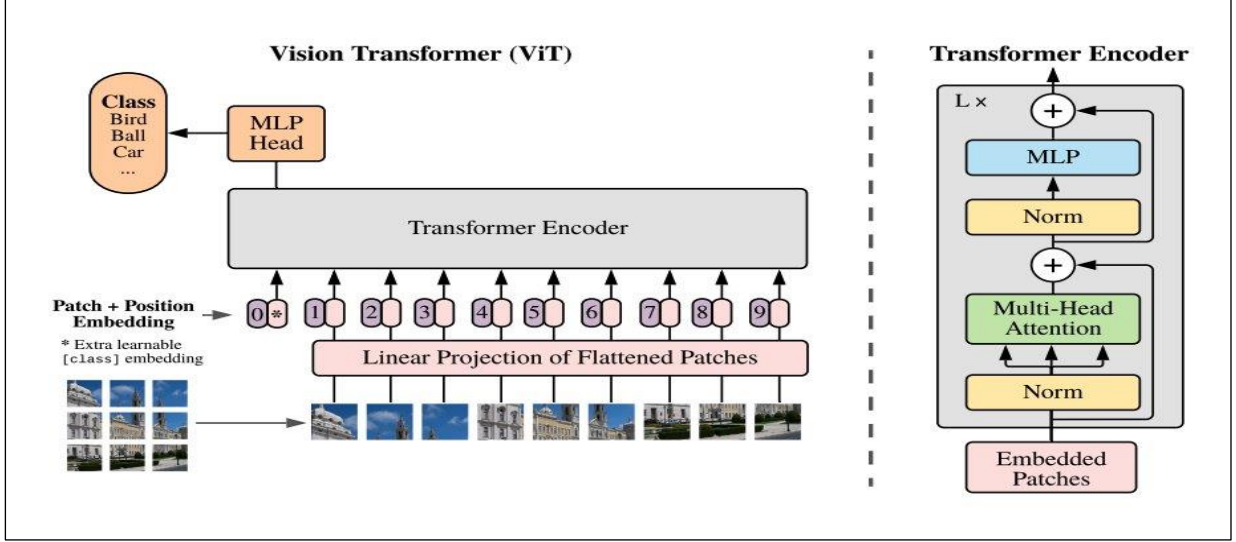 Vision Transformer (ViT)
Class
Bird
Ball
Car
...
MLP
Head
Transformer Encoder
Patch + Position
Embedding
* Extra learnable
[class] embedding
0 * 1 2 3 4 5 6 7 8 9
Linear Projection of Flattened Patches
Transformer Encoder
L ×
+
MLP
Norm
+
Multi-Head
Attention
Norm
Embedded
Patches